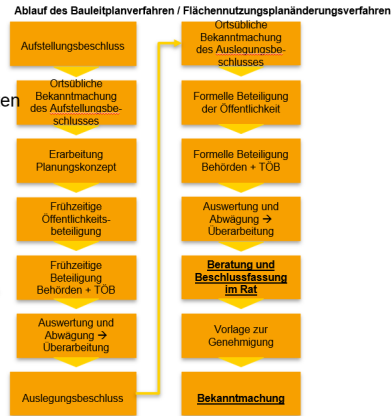 Ablauf des Bauleitplanverfahren / Flächennutzungsplanänderungsverfahren
Aufstellungsbeschluss
en
Ortsübliche
Bekanntmachung
des Aufstellungsbe-
schlusses
Erarbeitung
Planungskonzept
Frühzeitige
Öffentlichkeits-
beteiligung
Frühzeitige
Beteiligung
Behörden + TÖB
Auswertung und
Abwägung →
Überarbeitung
Auslegungsbeschluss
Ortsübliche
Bekanntmachung
des Auslegungsbe-
schlusses
Formelle Beteiligung
der Öffentlichkeit
Formelle Beteiligung
Behörden + TÖB
Auswertung und
Abwägung →
Überarbeitung
Beratung und
Beschlussfassung
im Rat
Vorlage zur
Genehmigung
Bekanntmachung